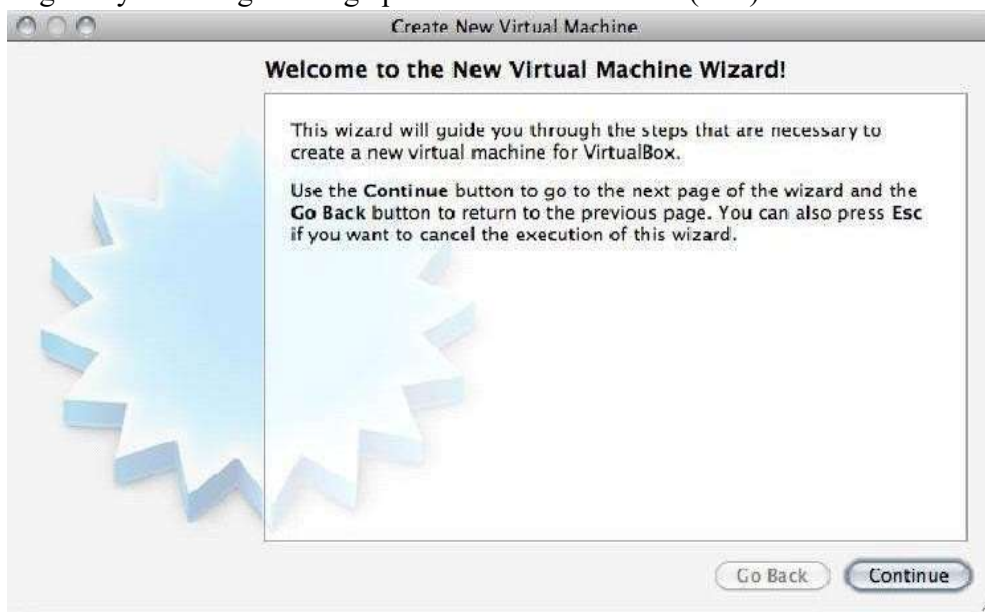 Create New Virtual Machine
Welcome to the New Virtual Machine Wizard!
This wizard will guide you through the steps that are necessary to
create a new virtual machine for VirtualBox.
Use the Continue button to go to the next page of the wizard and the
Go Back button to return to the previous page. You can also press Esc
if you want to cancel the execution of this wizard.
Go Back
Continue